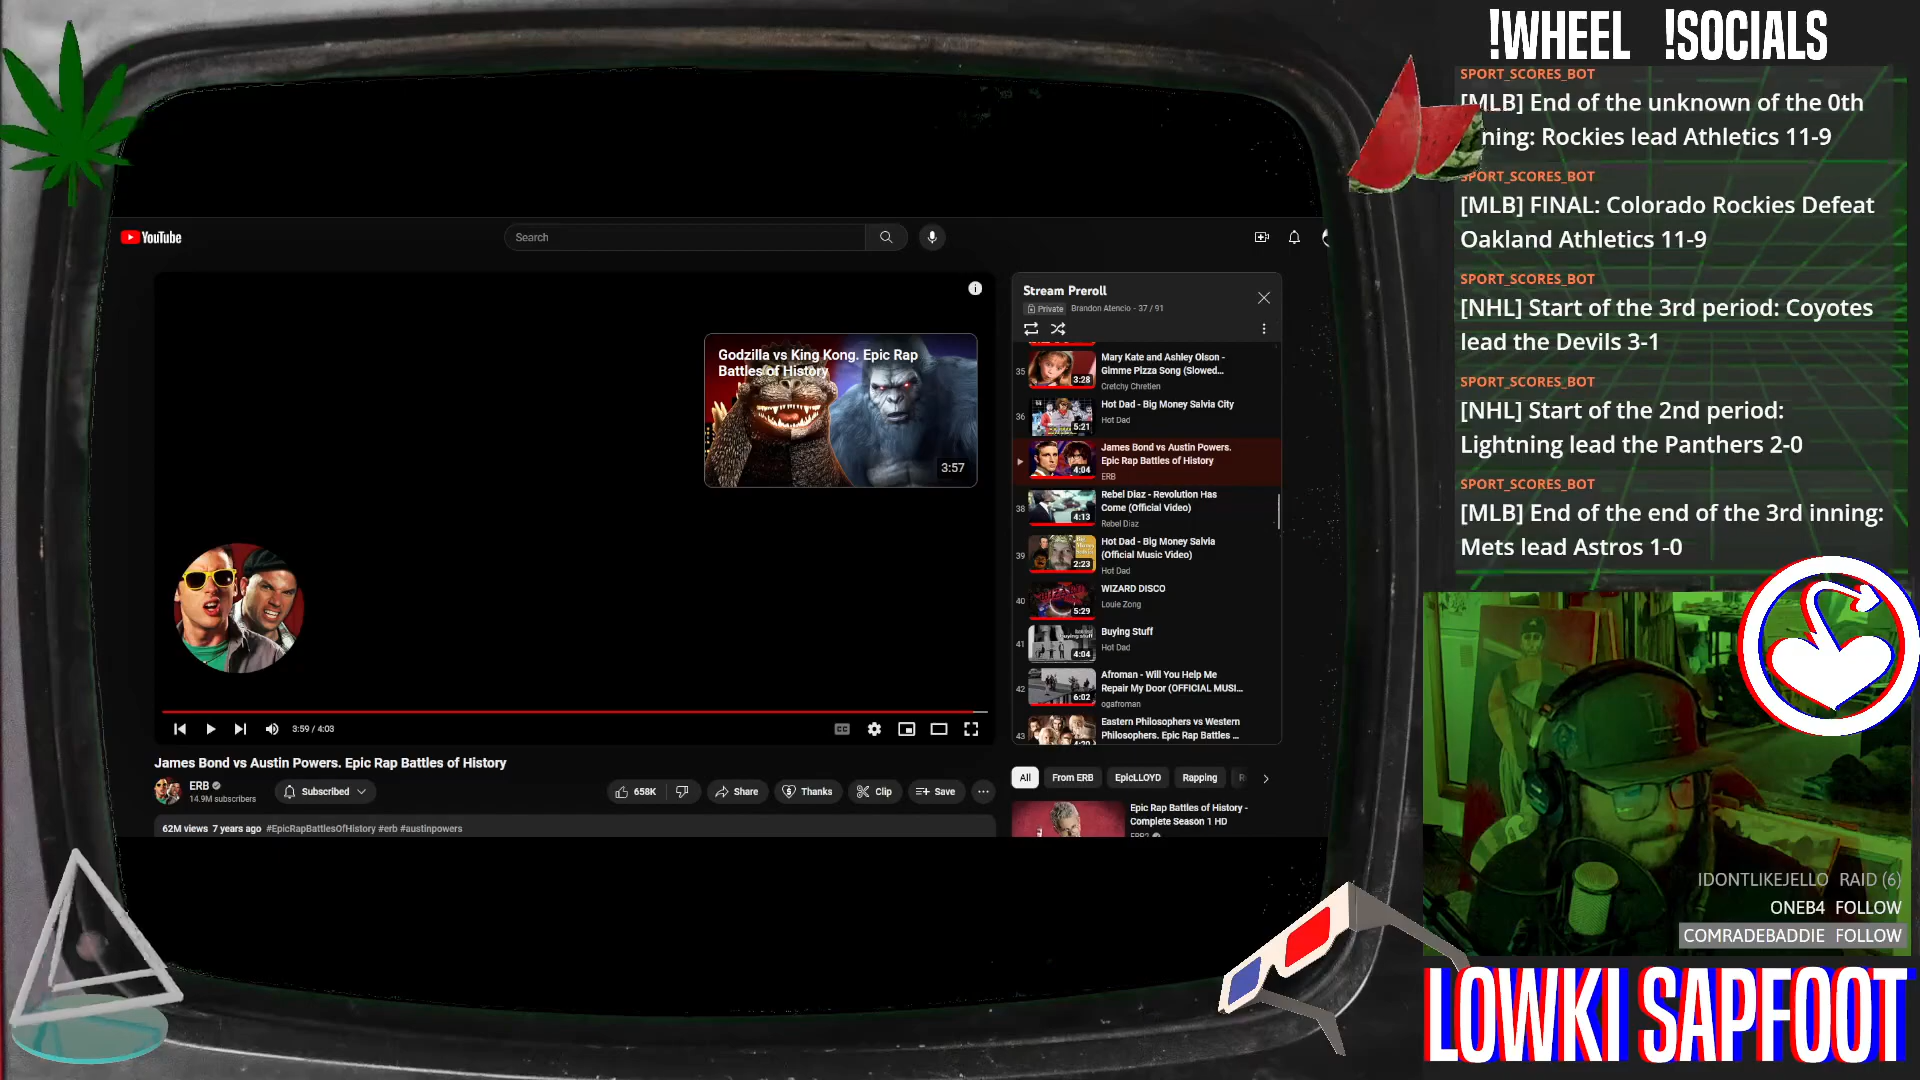 !WHEEL !SOCIALS
SPORT_SCORES_BOT
[MLB] End of the unknown of the 0th
ning: Rockies lead Athletics 11-9
SPORT_SCORES_BOT
[MLB] FINAL: Colorado Rockies Defeat
Oakland Athletics 11-9
SPORT_SCORES_BOT
[NHL] Start of the 3rd period: Coyotes
lead the Devils 3-1
SPORT_SCORES_BOT
[NHL] Start of the 2nd period:
Lightning lead the Panthers 2-0
SPORT_SCORES_BOT
[MLB] End of the end of the 3rd inning:
Mets lead Astros 1-0
YouTube
Search
Godzilla vs King Kong. Epic Rap
Battles of History
3:57
3:59 / 4:03
James Bond vs Austin Powers. Epic Rap Battles of History
ERB
14.9M subscribers
Subscribed
658K
Share
Thanks
Clip
Save
62M views 7 years ago #EpicRapBattlesOfHistory #erb #austinpowers
Stream Preroll
Private Brandon Atencio - 37 / 91
35
3:28
Mary Kate and Ashley Olson -
Gimme Pizza Song (Slowed...
Cretchy Chretien
36
5:21
Hot Dad - Big Money Salvia City
Hot Dad
4:04
James Bond vs Austin Powers.
Epic Rap Battles of History
ERB
38
4:13
Rebel Diaz - Revolution Has
Come (Official Video)
Rebel Diaz
39
2:23
Hot Dad - Big Money Salvia
(Official Music Video)
Hot Dad
40
5:29
WIZARD DISCO
Louie Zong
41
4:04
Buying Stuff
Hot Dad
42
6:02
Afroman - Will You Help Me
Repair My Door (OFFICIAL MUSI...
ogafroman
43
4:20
Eastern Philosophers vs Western
Philosophers. Epic Rap Battles ...
All
From ERB
EpicLLOYD
Rapping
Epic Rap Battles of History -
Complete Season 1 HD
ERB2
IDONTLIKEJELLO RAID (6)
ONEB4 FOLLOW
COMRADEBADDIE FOLLOW
LOWKI SAPFOOT